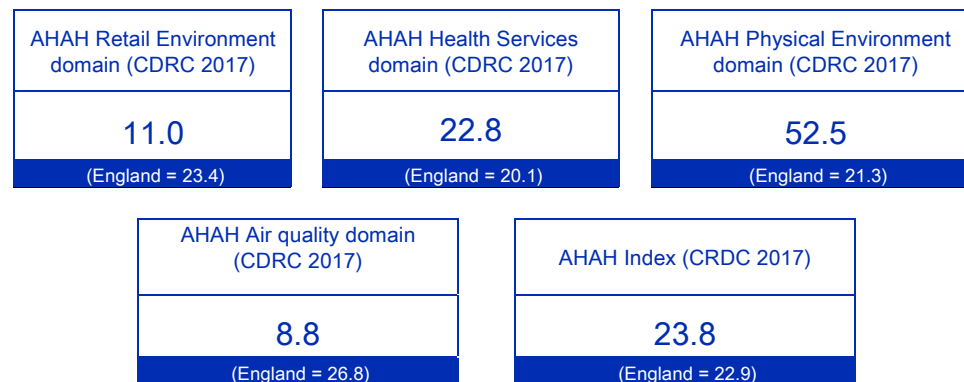 AHAH Retail Environment
domain (CDRC 2017)
11.0
(England = 23.4)
AHAH Health Services
domain (CDRC 2017)
22.8
(England = 20.1)
AHAH Physical Environment
domain (CDRC 2017)
52.5
(England = 21.3)
AHAH Air quality domain
(CDRC 2017)
8.8
(England = 26.8)
AHAH Index (CRDC 2017)
23.8
(England = 22.9)